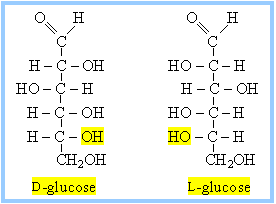 O H O H
C C
H – C – OH HO – C – H
HO – C – H H – C – OH
H – C – OH HO – C – H
H – C – OH HO – C – H
CH₂OH CH₂OH
D-glucose L-glucose